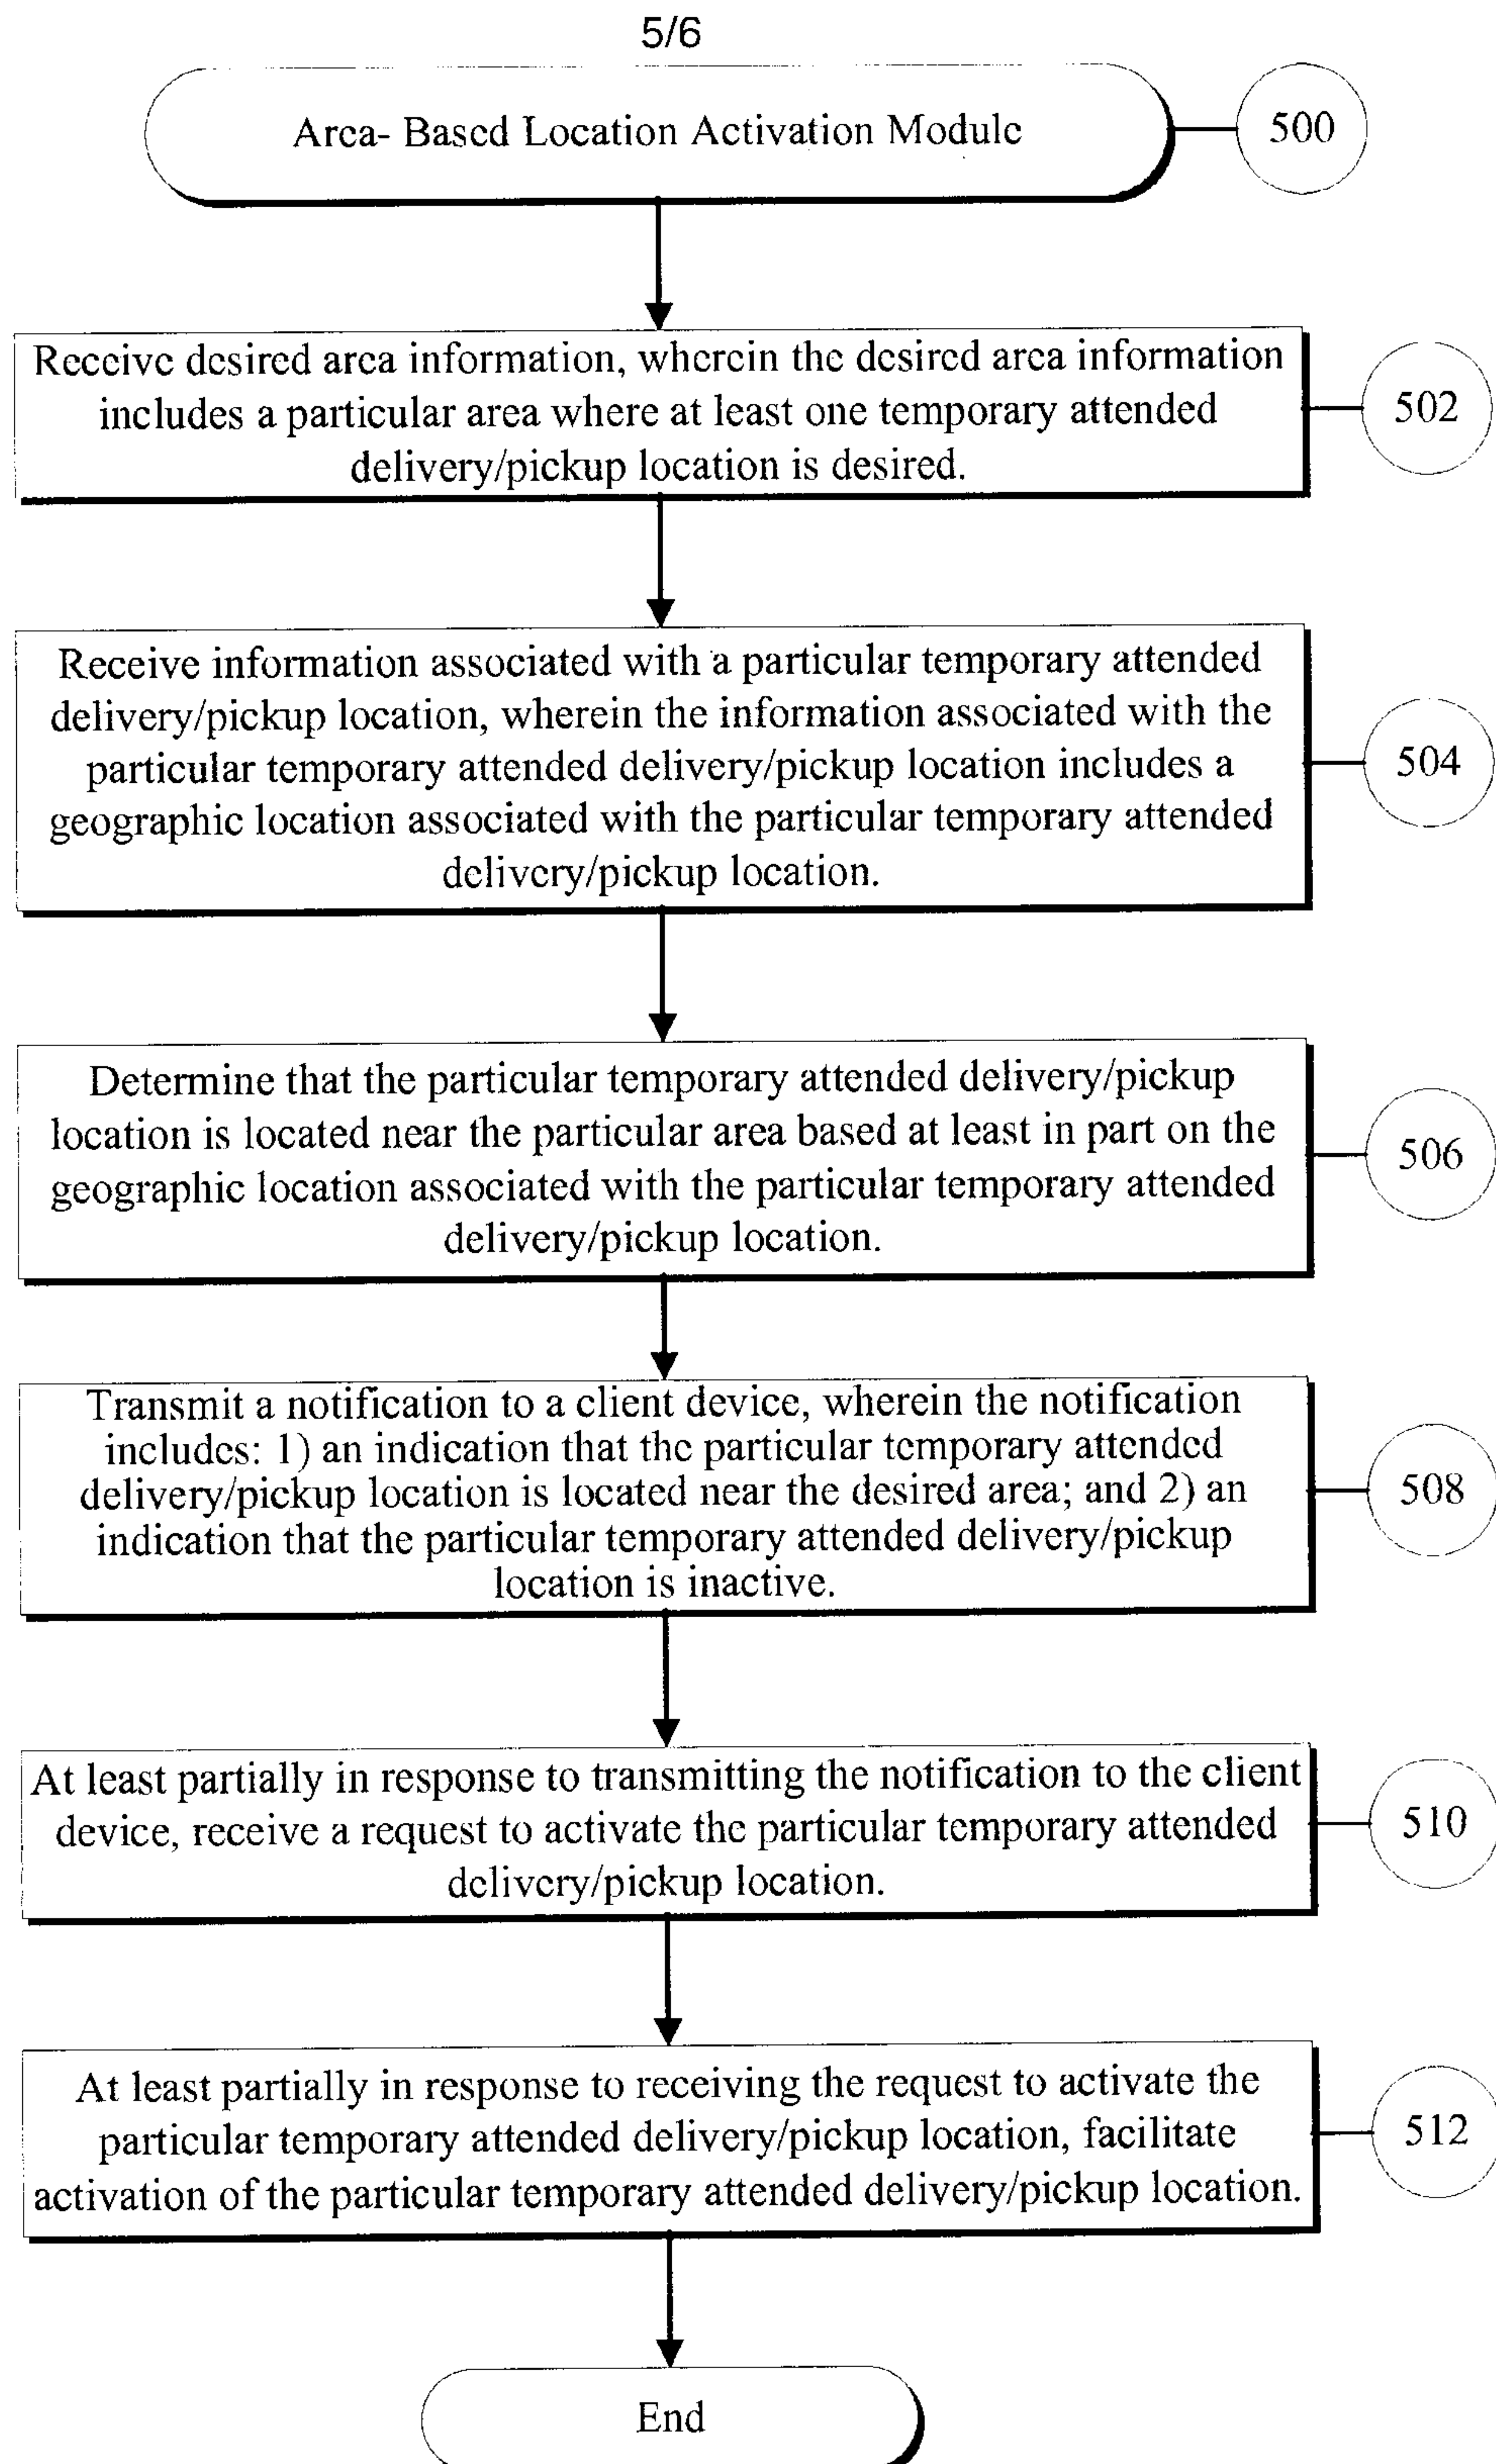 5/6
Area- Based Location Activation Module
500
Receive desired area information, wherein the desired area information
includes a particular area where at least one temporary attended
delivery/pickup location is desired.
502
Receive information associated with a particular temporary attended
delivery/pickup location, wherein the information associated with the
particular temporary attended delivery/pickup location includes a
geographic location associated with the particular temporary attended
delivery/pickup location.
504
Determine that the particular temporary attended delivery/pickup
location is located near the particular area based at least in part on the
geographic location associated with the particular temporary attended
delivery/pickup location.
506
Transmit a notification to a client device, wherein the notification
includes: 1) an indication that the particular temporary attended
delivery/pickup location is located near the desired area; and 2) an
indication that the particular temporary attended delivery/pickup
location is inactive.
508
At least partially in response to transmitting the notification to the client
device, receive a request to activate the particular temporary attended
delivery/pickup location.
510
At least partially in response to receiving the request to activate the
particular temporary attended delivery/pickup location, facilitate
activation of the particular temporary attended delivery/pickup location.
512
End